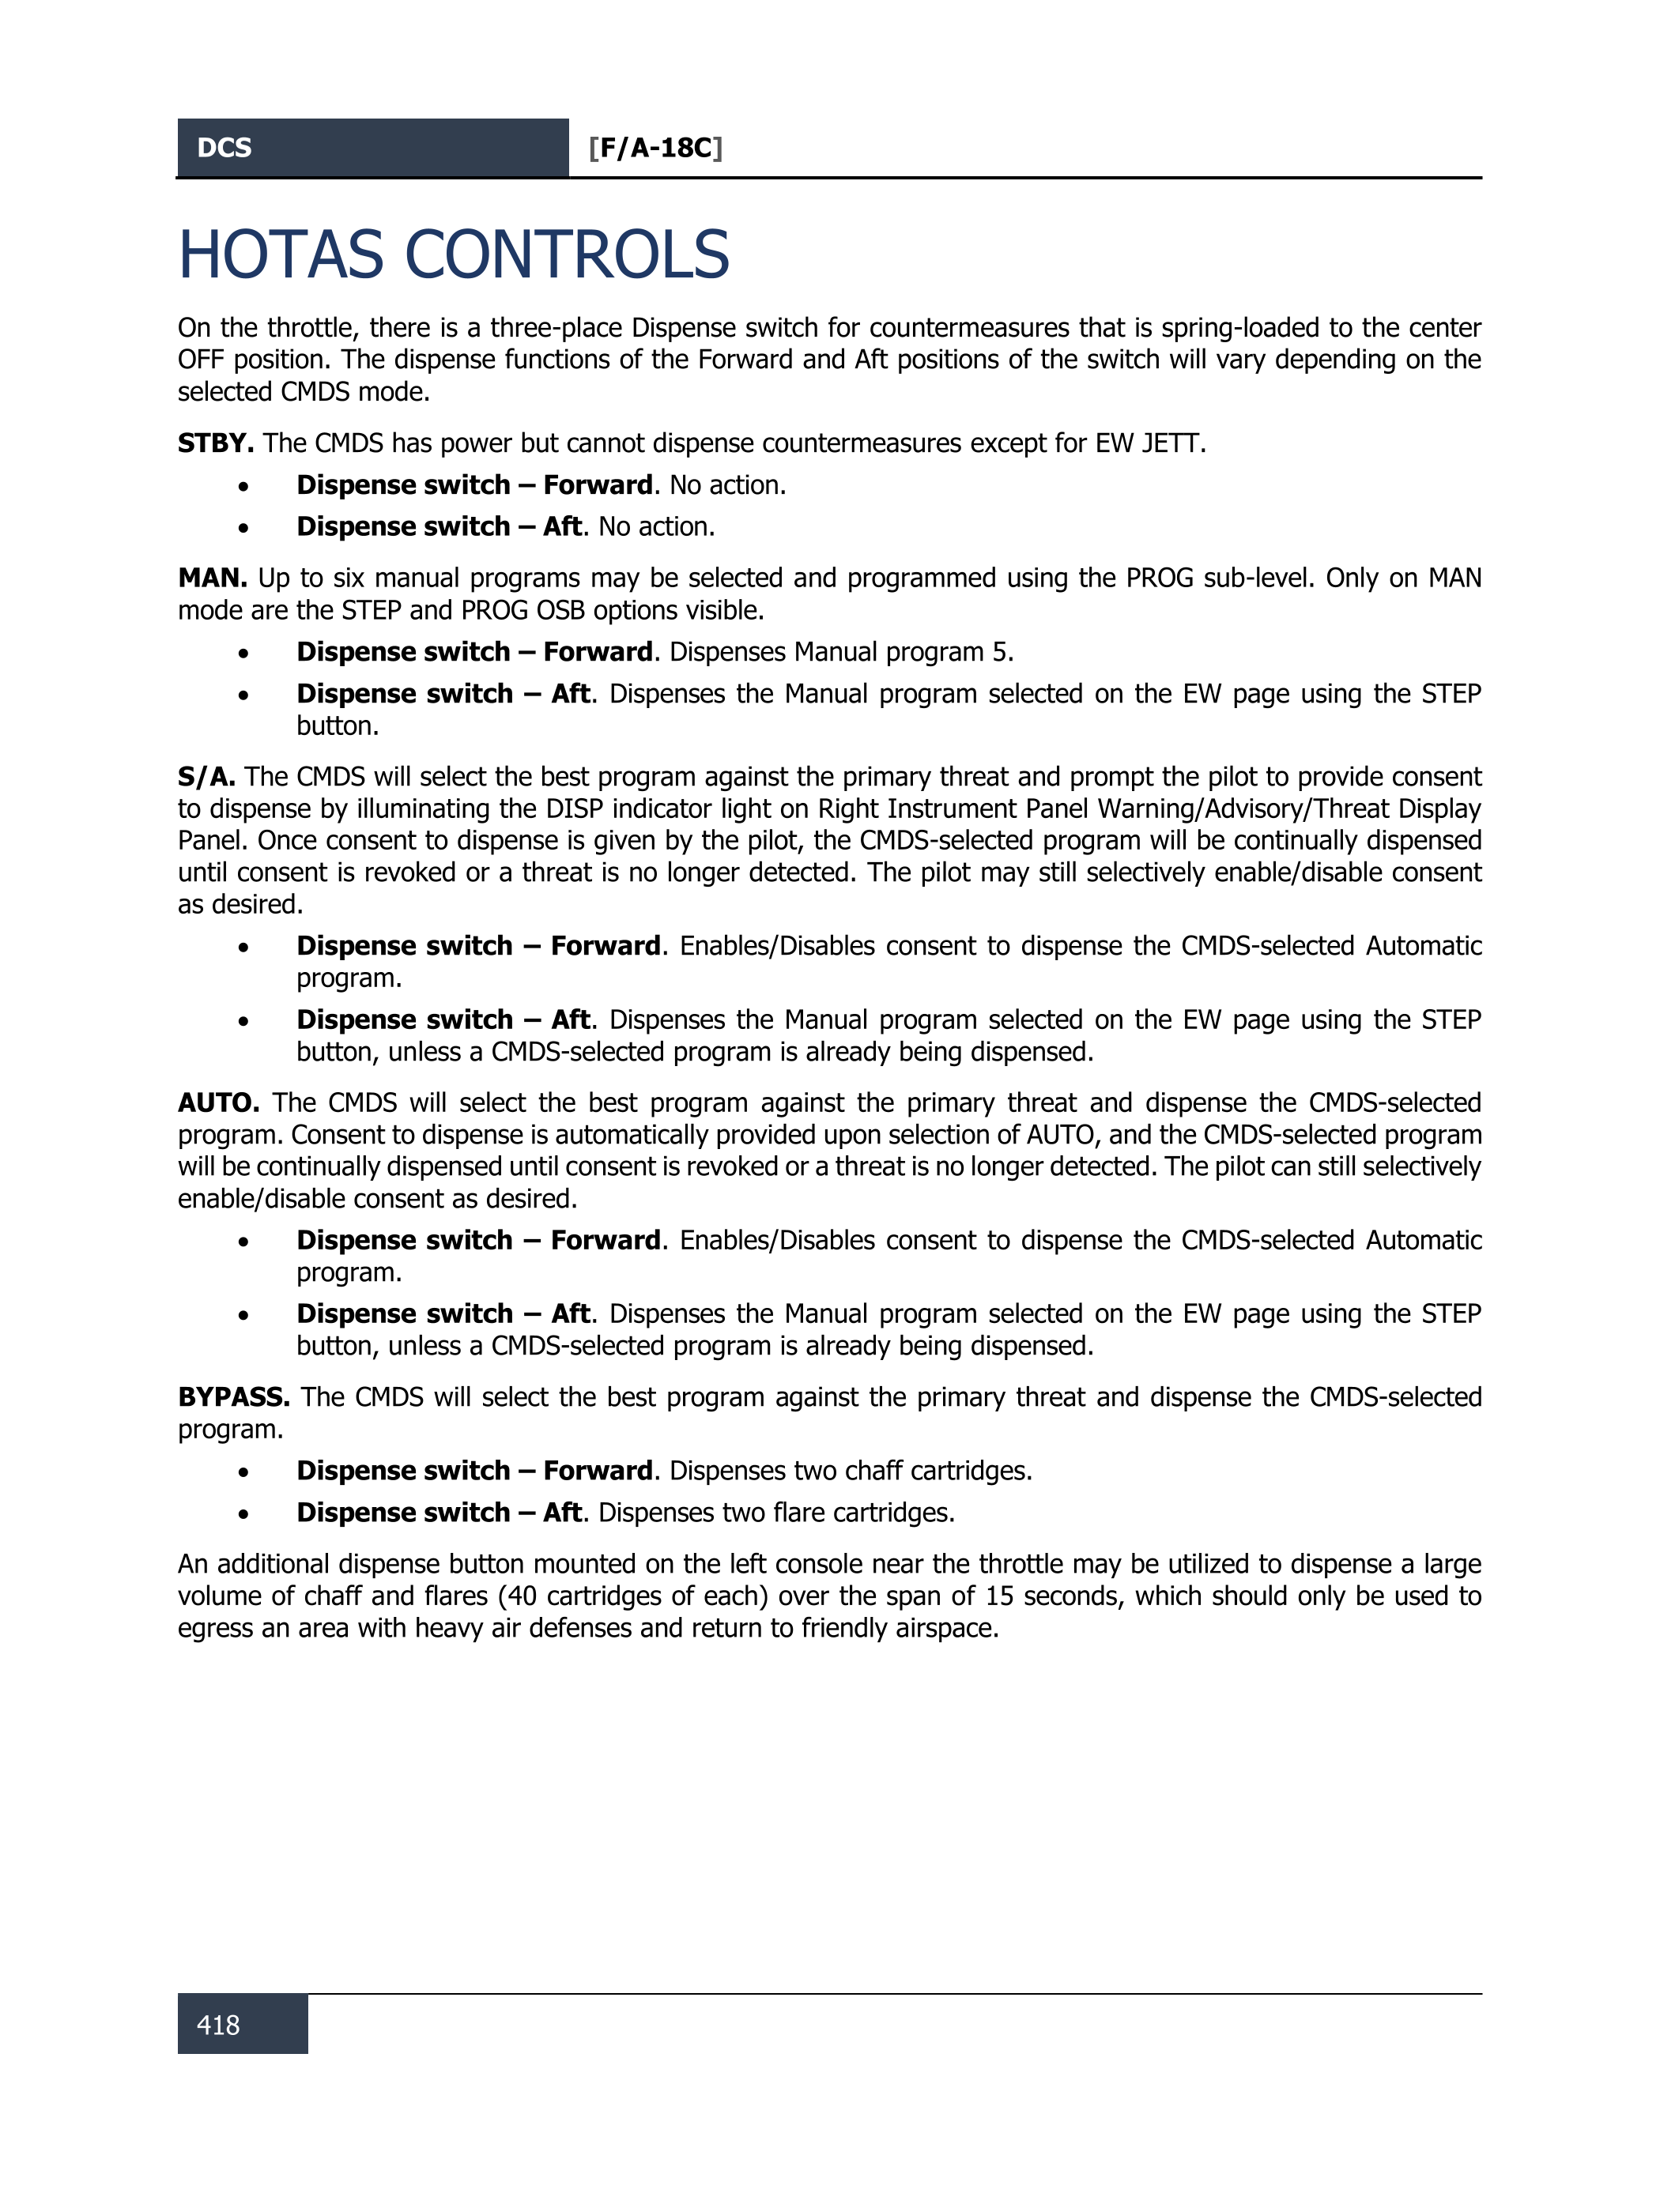 DCS
[F/A-18C]
HOTAS CONTROLS
On the throttle, there is a three-place Dispense switch for countermeasures that is spring-loaded to the center
OFF position. The dispense functions of the Forward and Aft positions of the switch will vary depending on the
selected CMDS mode.
STBY. The CMDS has power but cannot dispense countermeasures except for EW JETT.
• Dispense switch – Forward. No action.
• Dispense switch – Aft. No action.
MAN. Up to six manual programs may be selected and programmed using the PROG sub-level. Only on MAN
mode are the STEP and PROG OSB options visible.
• Dispense switch – Forward. Dispenses Manual program 5.
• Dispense switch – Aft. Dispenses the Manual program selected on the EW page using the STEP
button.
S/A. The CMDS will select the best program against the primary threat and prompt the pilot to provide consent
to dispense by illuminating the DISP indicator light on Right Instrument Panel Warning/Advisory/Threat Display
Panel. Once consent to dispense is given by the pilot, the CMDS-selected program will be continually dispensed
until consent is revoked or a threat is no longer detected. The pilot may still selectively enable/disable consent
as desired.
• Dispense switch – Forward. Enables/Disables consent to dispense the CMDS-selected Automatic
program.
• Dispense switch – Aft. Dispenses the Manual program selected on the EW page using the STEP
button, unless a CMDS-selected program is already being dispensed.
AUTO. The CMDS will select the best program against the primary threat and dispense the CMDS-selected
program. Consent to dispense is automatically provided upon selection of AUTO, and the CMDS-selected program
will be continually dispensed until consent is revoked or a threat is no longer detected. The pilot can still selectively
enable/disable consent as desired.
• Dispense switch – Forward. Enables/Disables consent to dispense the CMDS-selected Automatic
program.
• Dispense switch – Aft. Dispenses the Manual program selected on the EW page using the STEP
button, unless a CMDS-selected program is already being dispensed.
BYPASS. The CMDS will select the best program against the primary threat and dispense the CMDS-selected
program.
• Dispense switch – Forward. Dispenses two chaff cartridges.
• Dispense switch – Aft. Dispenses two flare cartridges.
An additional dispense button mounted on the left console near the throttle may be utilized to dispense a large
volume of chaff and flares (40 cartridges of each) over the span of 15 seconds, which should only be used to
egress an area with heavy air defenses and return to friendly airspace.
418